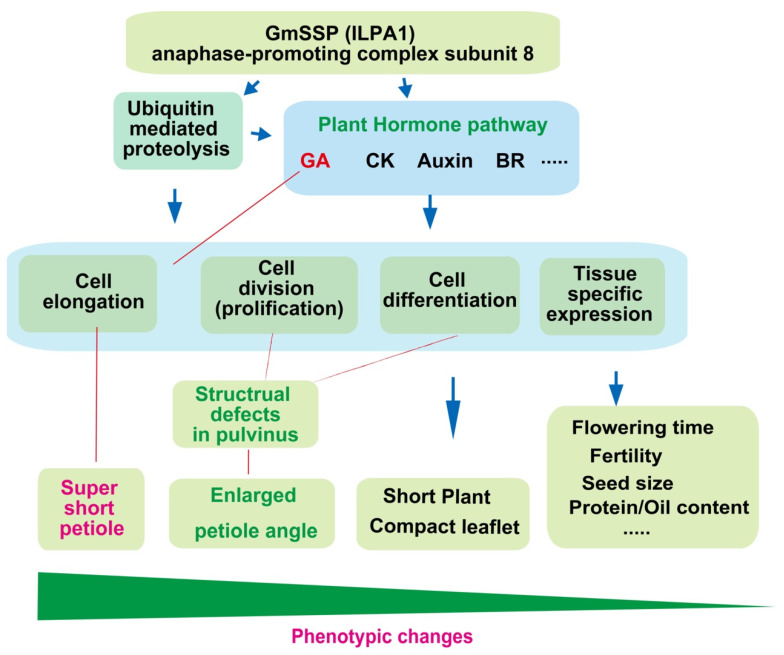 GmSSP (ILPA1)
anaphase-promoting complex subunit 8
Ubiquitin
mediated
proteolysis
Plant Hormone pathway
GA CK Auxin BR .....
Cell
elongation
Cell
division
(prolification)
Cell
differentiation
Tissue
specific
expression
Structrual
defects
in pulvinus
Super
short
petiole
Enlarged
petiole angle
Short Plant
Compact leaflet
Flowering time
Fertility
Seed size
Protein/Oil content
.....
Phenotypic changes